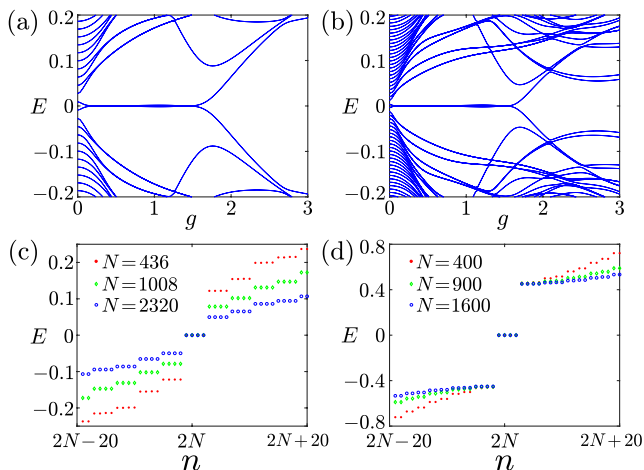 (a)
(b)
0.2
0.1
E 0
−0.1
−0.2
0 1 g 2 3
0.2
0.1
E 0
−0.1
−0.2
0 1 g 2 3
(c)
(d)
0.2
0.1
E 0
−0.1
−0.2
N=436
N=1008
N=2320
2N−20 2N 2N+20
n
0.8
0.4
E 0
−0.4
−0.8
N=400
N=900
N=1600
2N−20 2N 2N+20
n